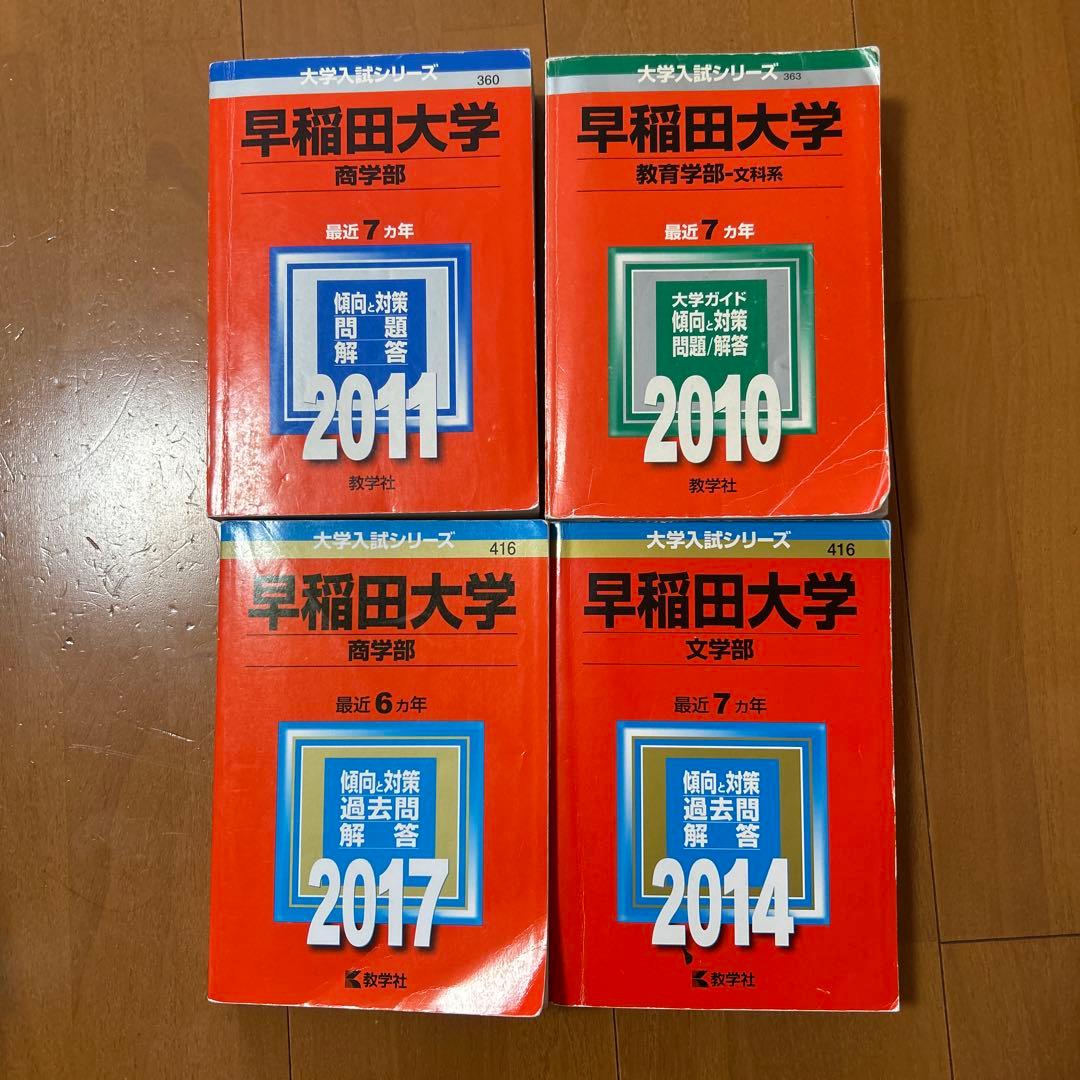 大学入試シリーズ
360
早稲田大学
商学部
最近7ヵ年
傾向と対策
問題
解答
2011
教学社
大学入試シリーズ
363
早稲田大学
教育学部-文科系
最近7ヵ年
大学ガイド
傾向と対策
問題/解答
2010
教学社
大学入試シリーズ
416
早稲田大学
商学部
最近6ヵ年
傾向と対策
過去問
解答
2017
教学社
大学入試シリーズ
416
早稲田大学
文学部
最近7ヵ年
傾向と対策
過去問
解答
2014
教学社